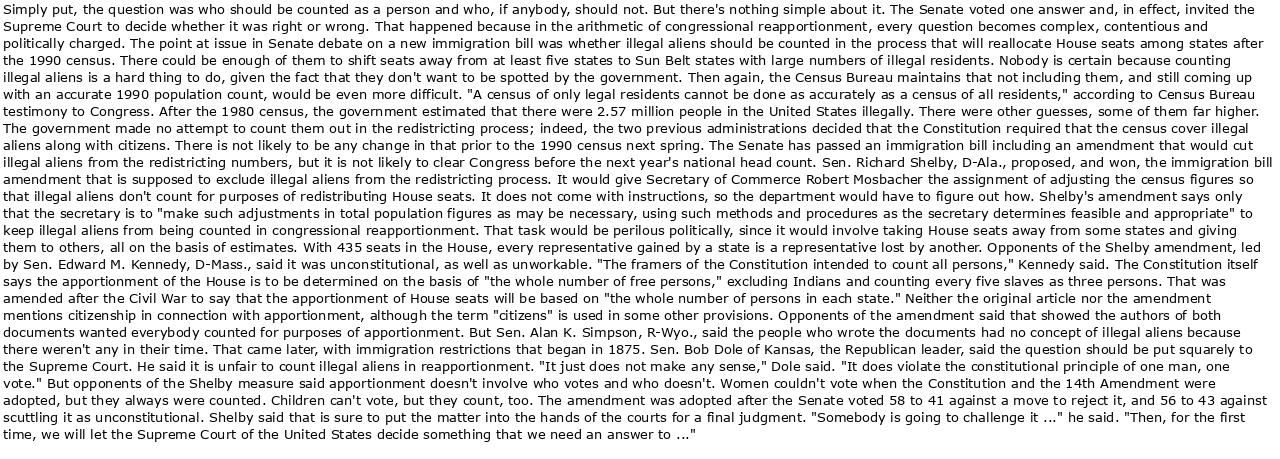 Simply put, the question was who should be counted as a person and who, if anybody, should not. But there's nothing simple about it. The Senate voted one answer and, in effect, invited the
Supreme Court to decide whether it was right or wrong. That happened because in the arithmetic of congressional reapportionment, every question becomes complex, contentious and
politically charged. The point at issue in Senate debate on a new immigration bill was whether illegal aliens should be counted in the process that will reallocate House seats among states after
the 1990 census. There could be enough of them to shift seats away from at least five states to Sun Belt states with large numbers of illegal residents. Nobody is certain because counting
illegal aliens is a hard thing to do, given the fact that they don't want to be spotted by the government. Then again, the Census Bureau maintains that not including them, and still coming up
with an accurate 1990 population count, would be even more difficult. "A census of only legal residents cannot be done as accurately as a census of all residents," according to Census Bureau
testimony to Congress. After the 1980 census, the government estimated that there were 2.57 million people in the United States illegally. There were other guesses, some of them far higher.
The government made no attempt to count them out in the redistricting process; indeed, the two previous administrations decided that the Constitution required that the census cover illegal
aliens along with citizens. There is not likely to be any change in that prior to the 1990 census next spring. The Senate has passed an immigration bill including an amendment that would cut
illegal aliens from the redistricting numbers, but it is not likely to clear Congress before the next year's national head count. Sen. Richard Shelby, D-Ala., proposed, and won, the immigration bill
amendment that is supposed to exclude illegal aliens from the redistricting process. It would give Secretary of Commerce Robert Mosbacher the assignment of adjusting the census figures so
that illegal aliens don't count for purposes of redistributing House seats. It does not come with instructions, so the department would have to figure out how. Shelby's amendment says only
that the secretary is to "make such adjustments in total population figures as may be necessary, using such methods and procedures as the secretary determines feasible and appropriate" to
keep illegal aliens from being counted in congressional reapportionment. That task would be perilous politically, since it would involve taking House seats away from some states and giving
them to others, all on the basis of estimates. With 435 seats in the House, every representative gained by a state is a representative lost by another. Opponents of the Shelby amendment, led
by Sen. Edward M. Kennedy, D-Mass., said it was unconstitutional, as well as unworkable. "The framers of the Constitution intended to count all persons," Kennedy said. The Constitution itself
says the apportionment of the House is to be determined on the basis of "the whole number of free persons," excluding Indians and counting every five slaves as three persons. That was
amended after the Civil War to say that the apportionment of House seats will be based on "the whole number of persons in each state." Neither the original article nor the amendment
mentions citizenship in connection with apportionment, although the term "citizens" is used in some other provisions. Opponents of the amendment said that showed the authors of both
documents wanted everybody counted for purposes of apportionment. But Sen. Alan K. Simpson, R-Wyo., said the people who wrote the documents had no concept of illegal aliens because
there weren't any in their time. That came later, with immigration restrictions that began in 1875. Sen. Bob Dole of Kansas, the Republican leader, said the question should be put squarely to
the Supreme Court. He said it is unfair to count illegal aliens in reapportionment. "It just does not make any sense," Dole said. "It does violate the constitutional principle of one man, one
vote." But opponents of the Shelby measure said apportionment doesn't involve who votes and who doesn't. Women couldn't vote when the Constitution and the 14th Amendment were
adopted, but they always were counted. Children can't vote, but they count, too. The amendment was adopted after the Senate voted 58 to 41 against a move to reject it, and 56 to 43 against
scuttling it as unconstitutional. Shelby said that is sure to put the matter into the hands of the courts for a final judgment. "Somebody is going to challenge it ..." he said. "Then, for the first
time, we will let the Supreme Court of the United States decide something that we need an answer to ..."